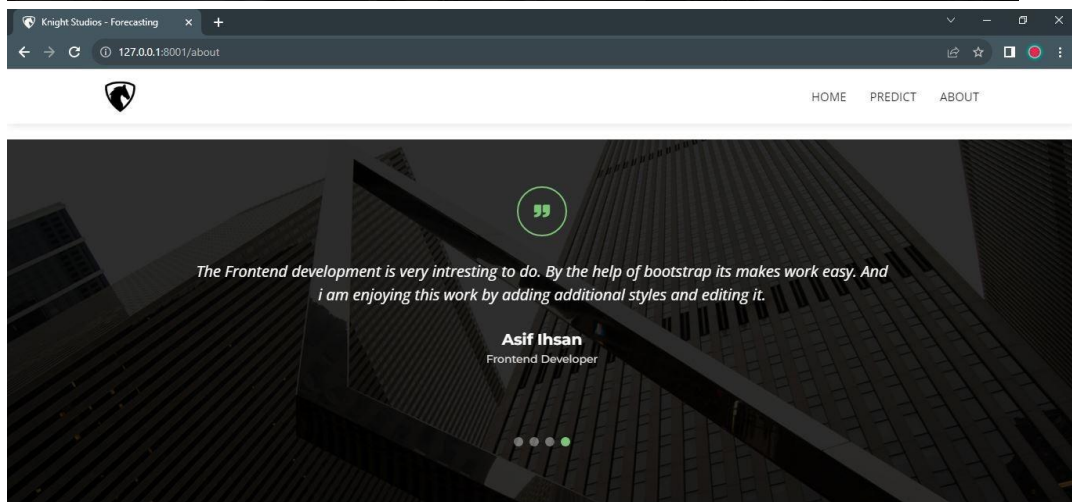 Knight Studios - Forecasting
127.0.0.1:8001/about
HOME PREDICT ABOUT
The Frontend development is very intresting to do. By the help of bootstrap its makes work easy. And
i am enjoying this work by adding additional styles and editing it.
Asif Ihsan
Frontend Developer